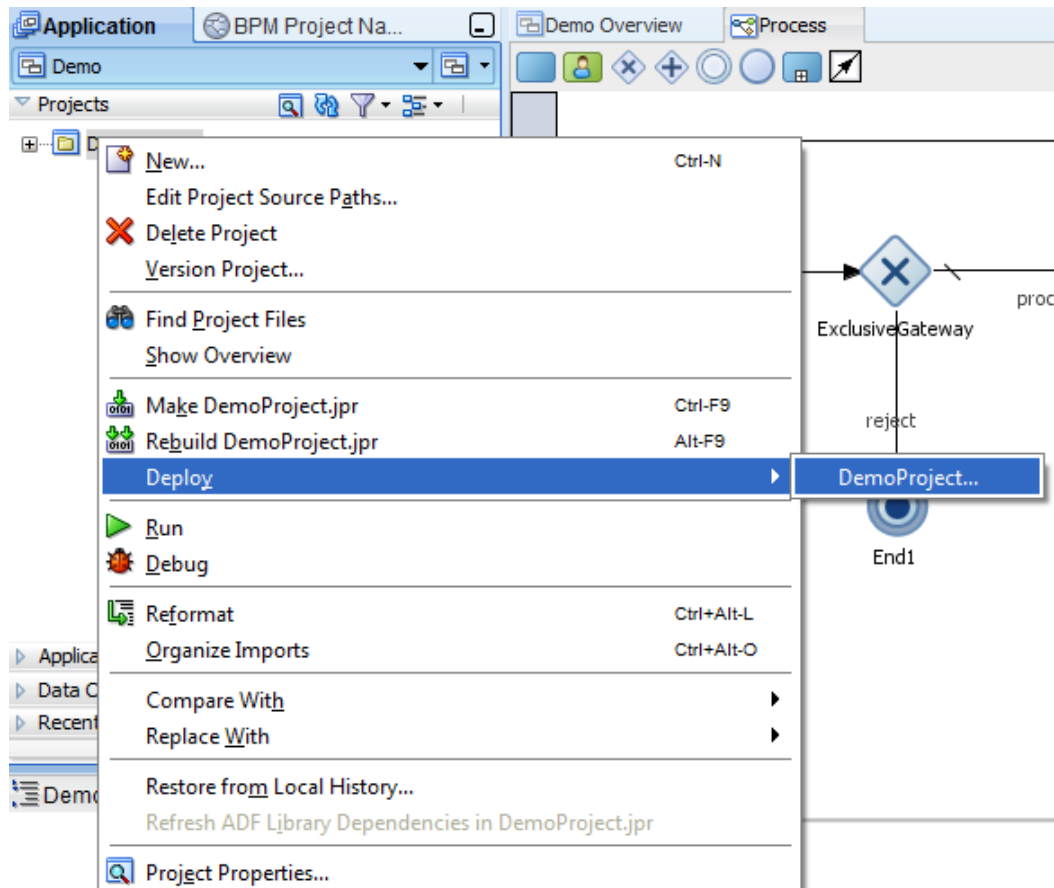 Application
BPM Project Na...
Demo Overview
Process
Demo
Projects
D
New... Ctrl-N
Edit Project Source Paths...
Delete Project
Version Project...
Find Project Files
Show Overview
Make DemoProject.jpr Ctrl-F9
Rebuild DemoProject.jpr Alt-F9
Deploy
DemoProject...
Run
Debug
Reformat Ctrl+Alt-L
Organize Imports Ctrl+Alt-O
Compare With
Replace With
Restore from Local History...
Refresh ADF Library Dependencies in DemoProject.jpr
Project Properties...
Applica
Data C
Recent
Demo
ExclusiveGateway
proc
reject
End1